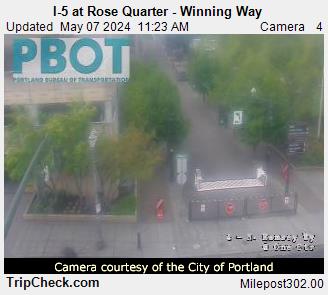 I-5 at Rose Quarter - Winning Way
Updated May 07 2024 11:23 AM Camera 4
PBOT
PORTLAND BUREAU OF TRANSPORTATION
Camera courtesy of the City of Portland
TripCheck.com Milepost302.00